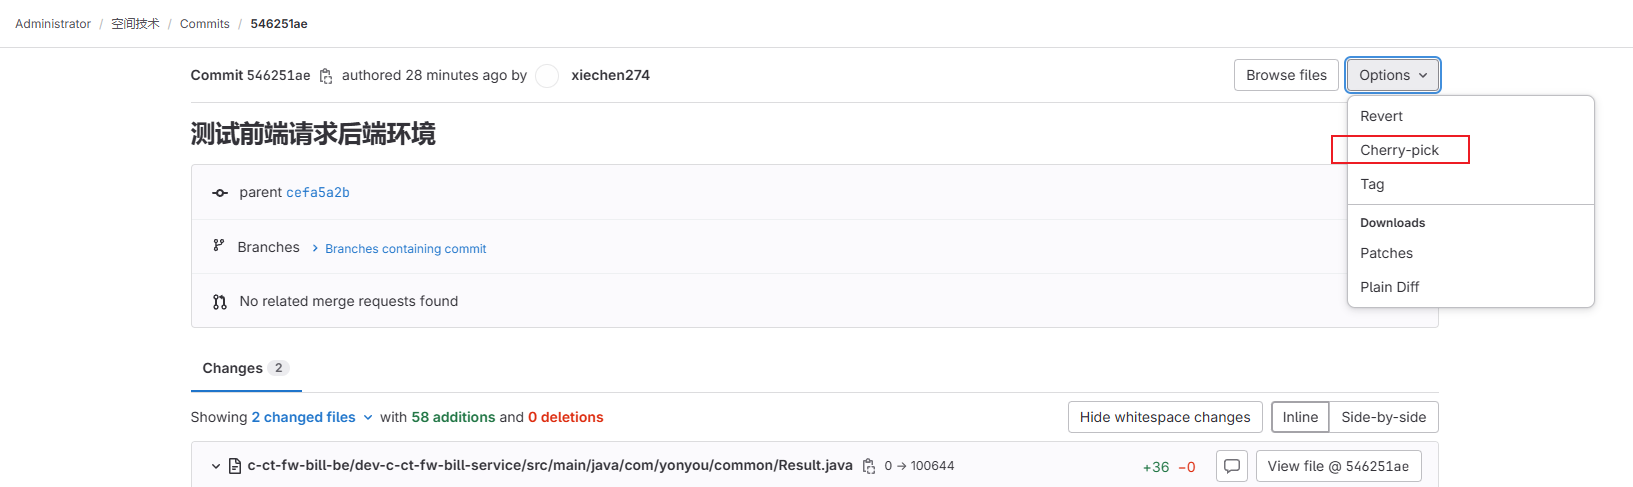 Administrator / 空间技术 / Commits / 546251ae
Commit 546251ae authored 28 minutes ago by xiechen274 Browse files Options
Revert
测试前端请求后端环境
Cherry-pick
Tag
parent cefa5a2b
Downloads
Branches Branches containing commit
Patches
Plain Diff
No related merge requests found
Changes 2
Showing 2 changed files with 58 additions and 0 deletions Hide whitespace changes Inline Side-by-side
c-ct-fw-bill-be/dev-c-ct-fw-bill-service/src/main/java/com/yonyou/common/Result.java 0 → 100644 +36 −0 View file @ 546251ae